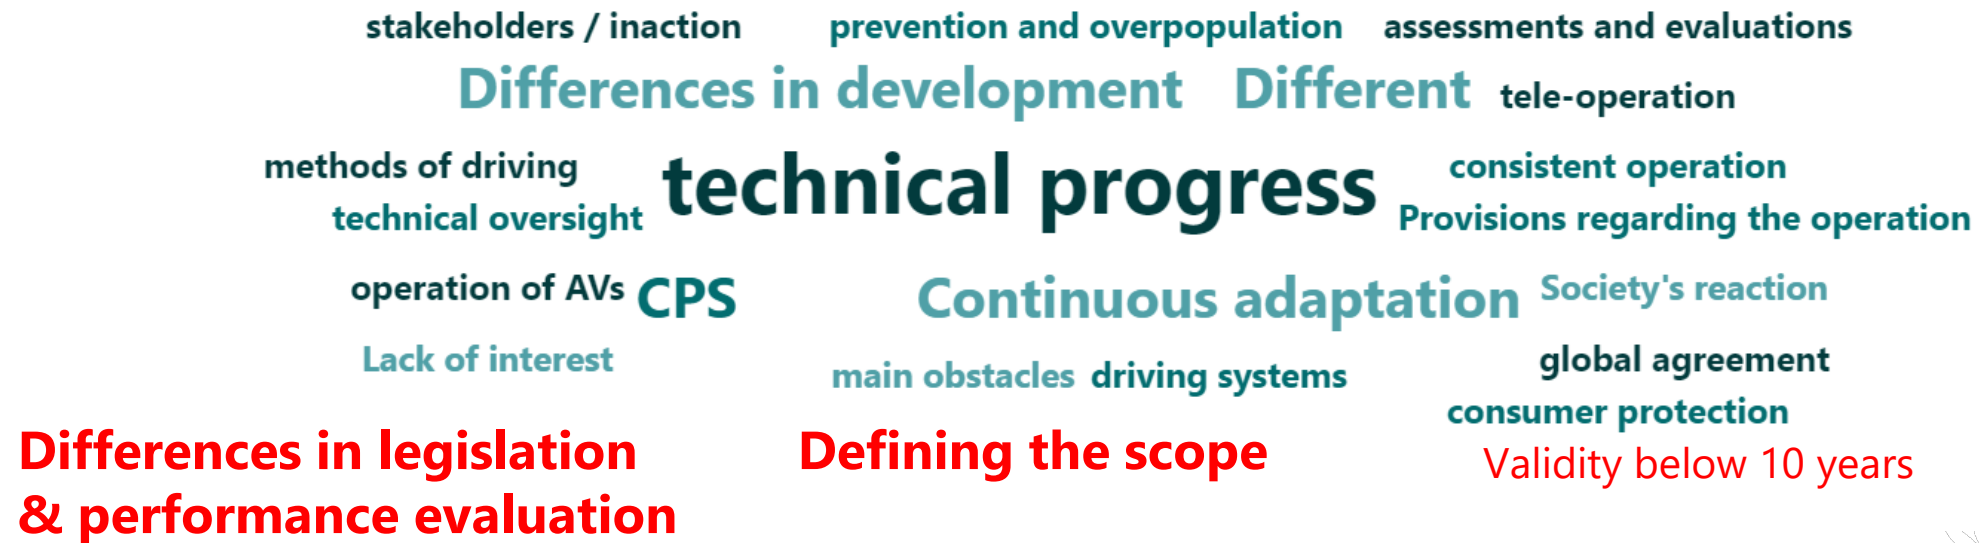 stakeholders / inaction
prevention and overpopulation
assessments and evaluations
Differences in development
Different
tele-operation
methods of driving
technical progress
consistent operation
technical oversight
Provisions regarding the operation
operation of AVs
CPS
Continuous adaptation
Society's reaction
Lack of interest
main obstacles
driving systems
global agreement
consumer protection
Differences in legislation
& performance evaluation
Defining the scope
Validity below 10 years